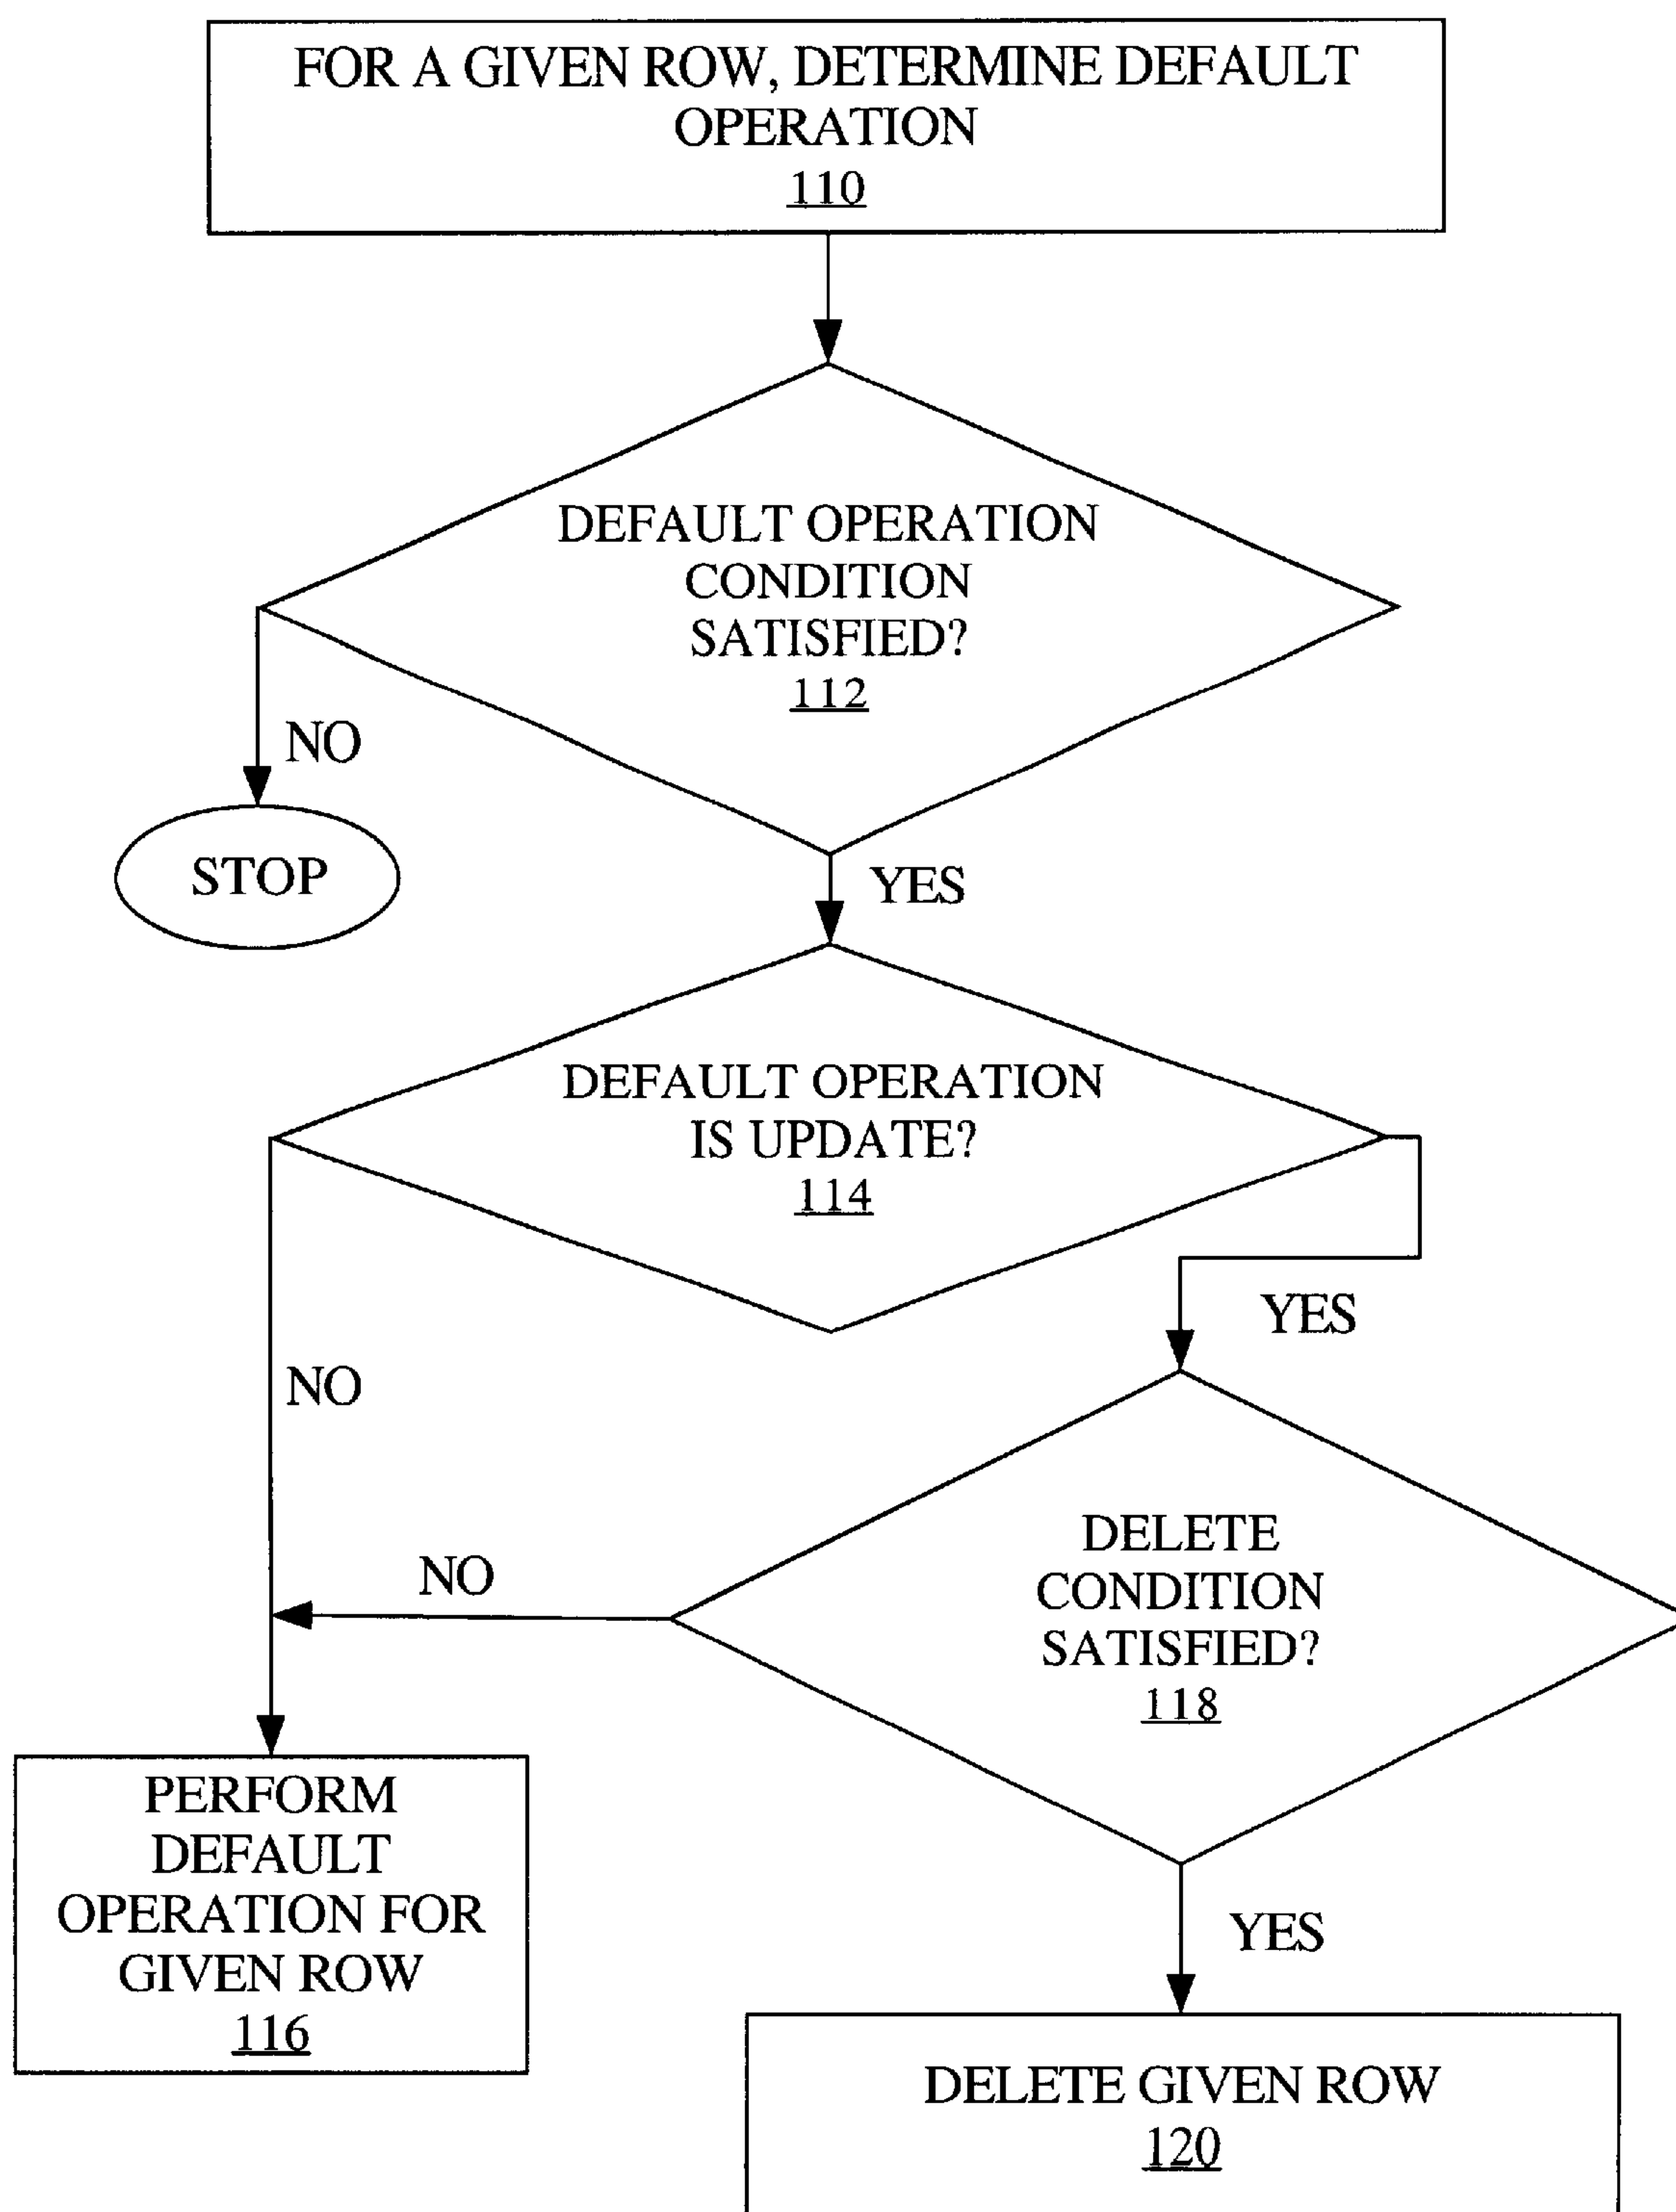 FOR A GIVEN ROW, DETERMINE DEFAULT
OPERATION
110
DEFAULT OPERATION
CONDITION
SATISFIED?
112
NO
STOP
YES
DEFAULT OPERATION
IS UPDATE?
114
YES
NO
DELETE
CONDITION
SATISFIED?
118
NO
PERFORM
DEFAULT
OPERATION FOR
GIVEN ROW
116
YES
DELETE GIVEN ROW
120